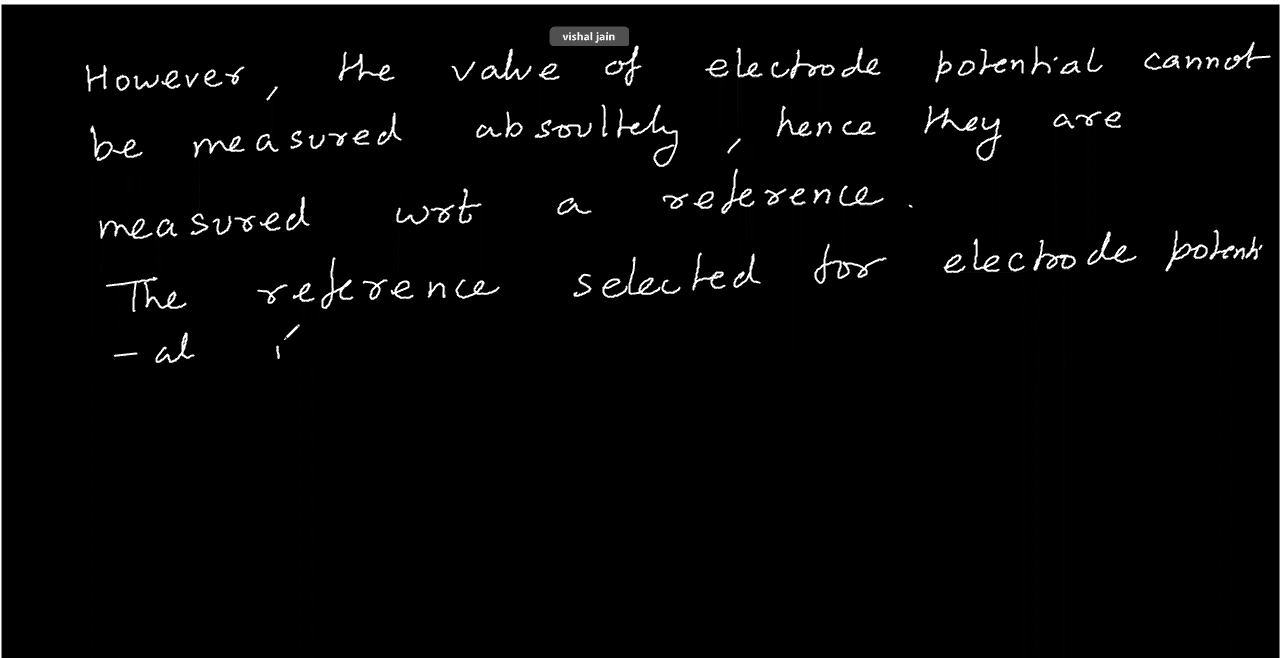 vishal jain
However, the value of electrode potential cannot
be measured absoultely, hence they are
measured wrt a reference.
The reference selected for electrode potenti
-al i